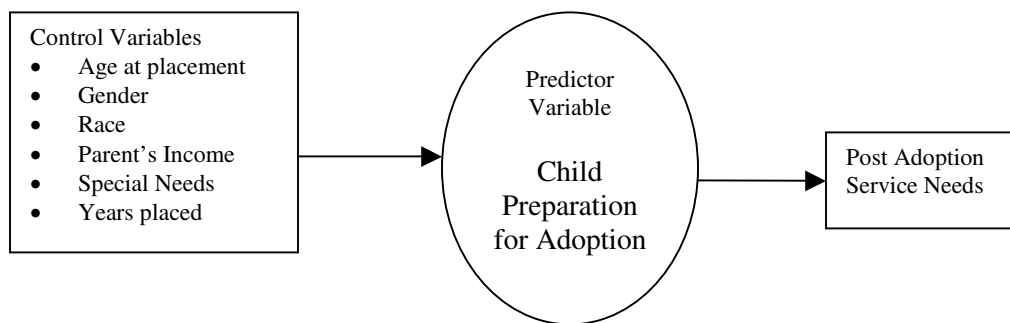 Control Variables
• Age at placement
• Gender
• Race
• Parent's Income
• Special Needs
• Years placed
Predictor
Variable
Child
Preparation
for Adoption
Post Adoption
Service Needs